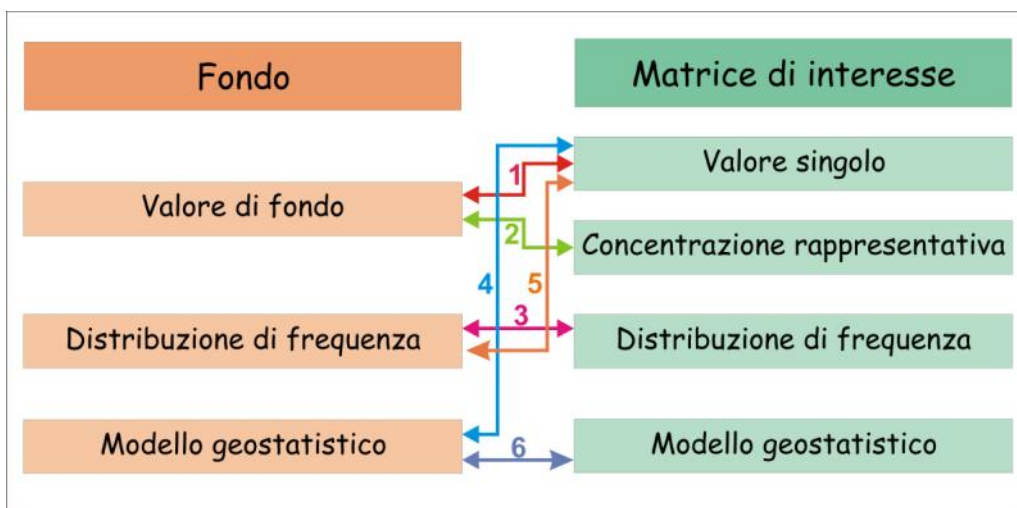 Fondo
Matrice di interesse
Valore singolo
1
Valore di fondo
2
Concentrazione rappresentativa
4
5
3
Distribuzione di frequenza
Distribuzione di frequenza
Modello geostatistico
6
Modello geostatistico